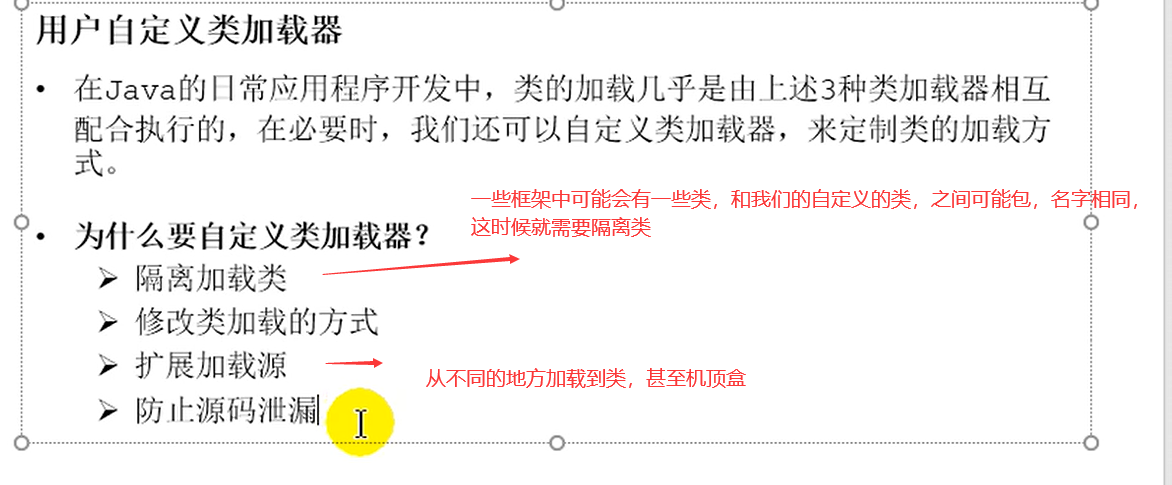 用户自定义类加载器
• 在Java的日常应用程序开发中，类的加载几乎是由上述3种类加载器相互
配合执行的，在必要时，我们还可以自定义类加载器，来定制类的加载方
式。
一些框架中可能会有一些类，和我们的自定义的类，之间可能包，名字相同，
这时候就需要隔离类
• 为什么要自定义类加载器？
➢ 隔离加载类
➢ 修改类加载的方式
➢ 扩展加载源
从不同的地方加载到类，甚至机顶盒
➢ 防止源码泄漏